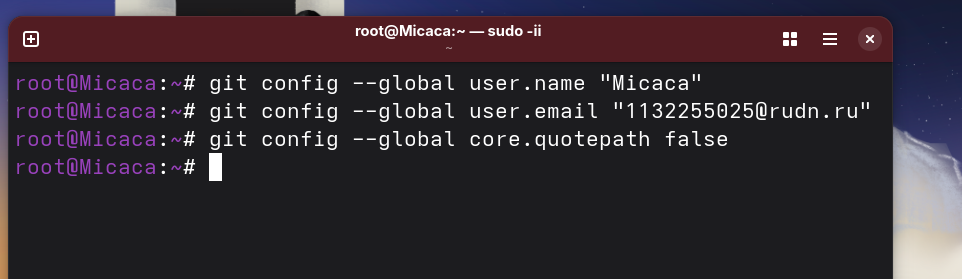 root@Micaca:~ — sudo -ii
~
root@Micaca:~# git config --global user.name "Micaca"
root@Micaca:~# git config --global user.email "1132255025@rudn.ru"
root@Micaca:~# git config --global core.quotepath false
root@Micaca:~#